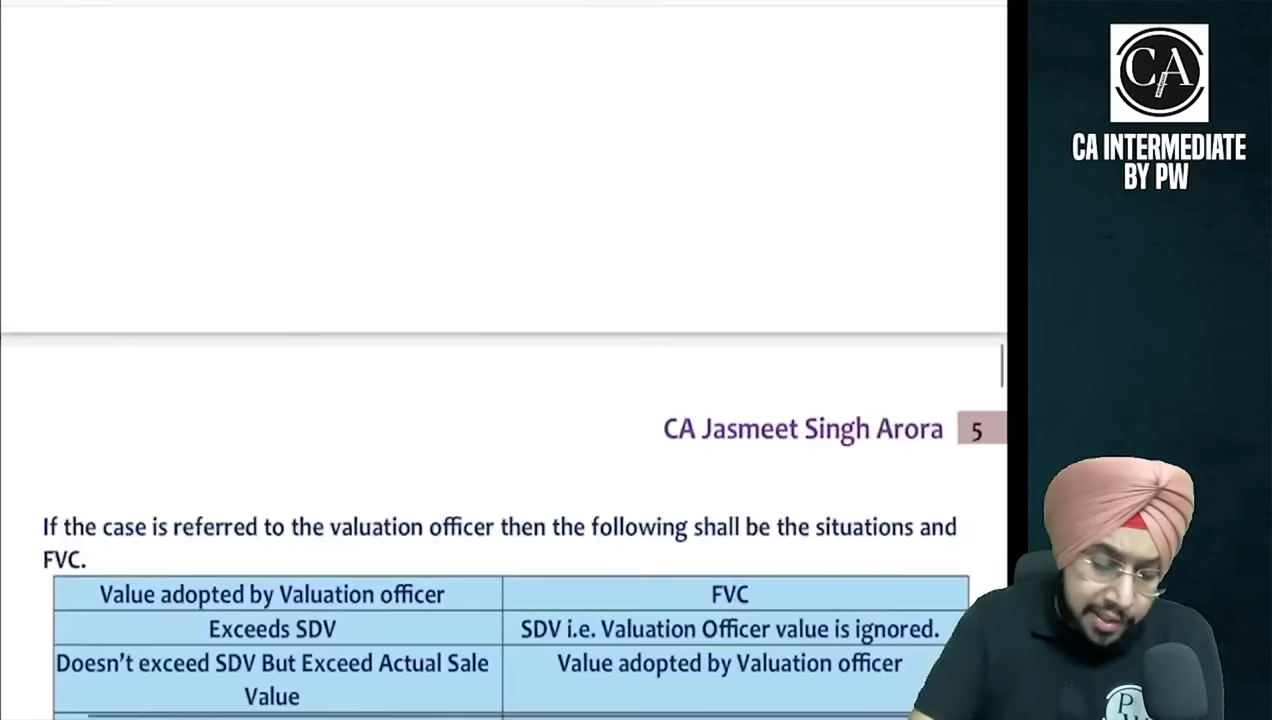 CA
CA INTERMEDIATE
BY PW
CA Jasmeet Singh Arora 5
If the case is referred to the valuation officer then the following shall be the situations and
FVC.
Value adopted by Valuation officer FVC
Exceeds SDV SDV i.e. Valuation Officer value is ignored.
Doesn't exceed SDV But Exceed Actual Sale Value adopted by Valuation officer
Value